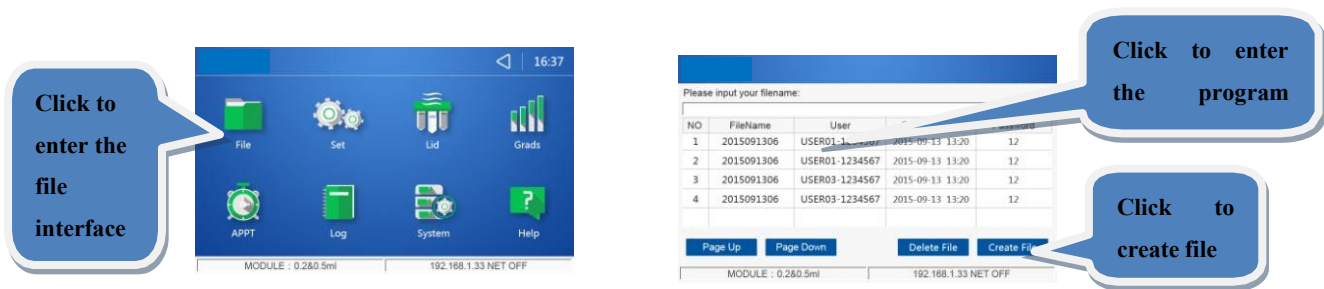 Click to
enter the
file
interface
16:37
File Set Lid Grads
APPT Log System Help
MODULE : 0.2&0.5ml 192.168.1.33 NET OFF
Click to enter
the program
Please input your filename:
NO FileName User
1 2015091306 2015-09-13 13:20 12
2 2015091306 USER01-1234567 2015-09-13 13:20 12
3 2015091306 USER03-1234567 2015-09-13 13:20 12
4 2015091306 USER03-1234567 2015-09-13 13:20 12
Page Up Page Down Delete File Create File
MODULE : 0.2&0.5ml 192.168.1.33 NET OFF
Click to
create file